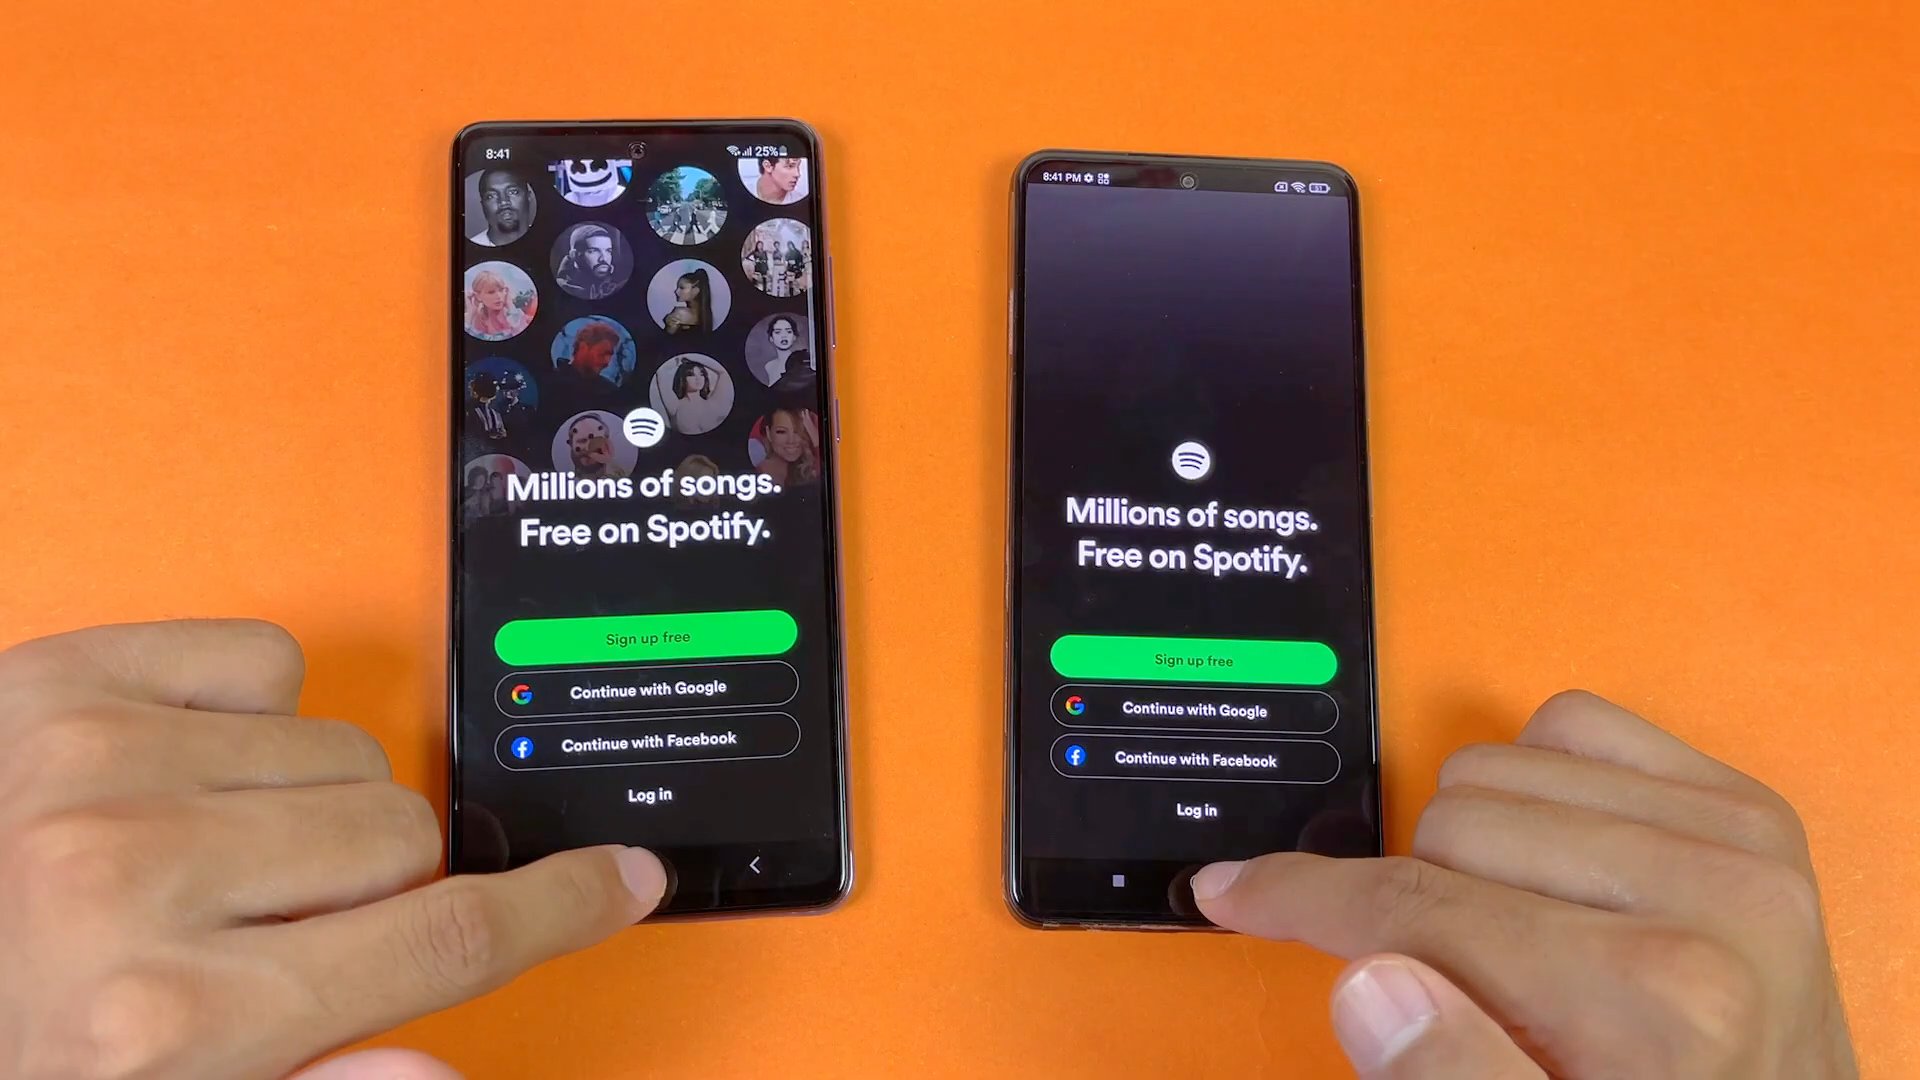 8:41
25%
Millions of songs.
Free on Spotify.
Sign up free
Continue with Google
Continue with Facebook
Log in
8:41 PM
51
Millions of songs.
Free on Spotify.
Sign up free
Continue with Google
Continue with Facebook
Log in